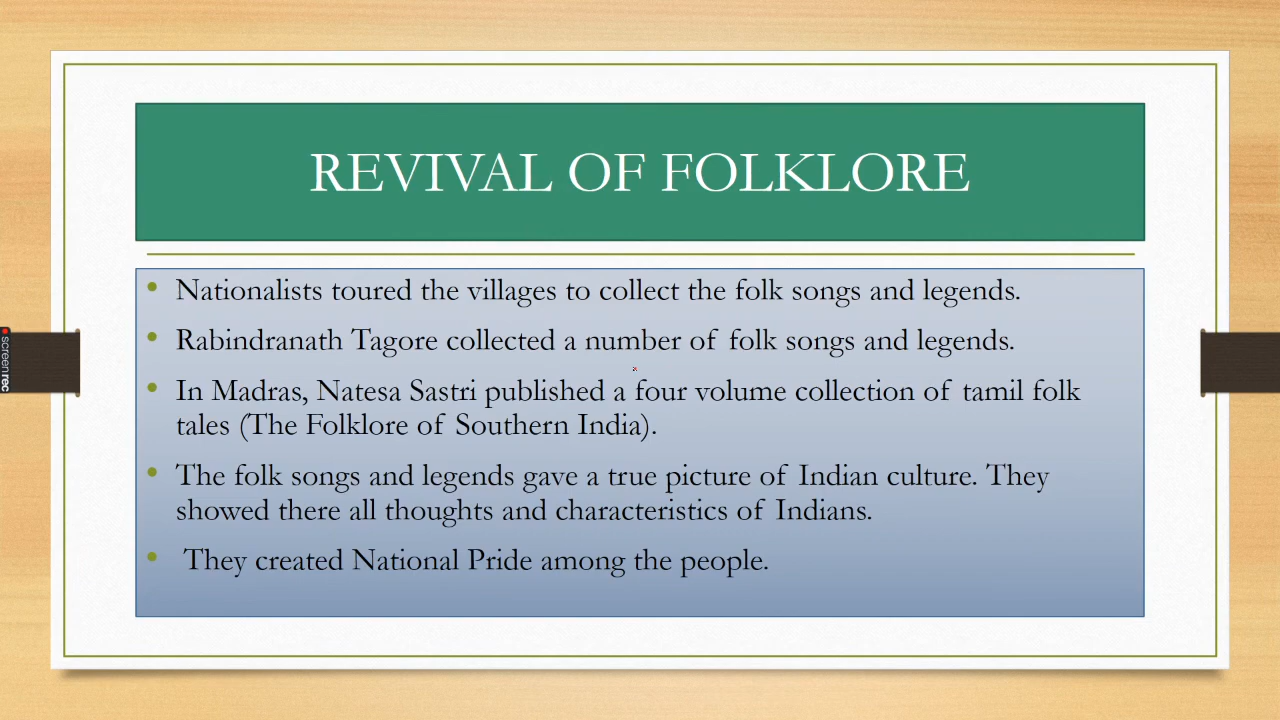 REVIVAL OF FOLKLORE
• Nationalists toured the villages to collect the folk songs and legends.
• Rabindranath Tagore collected a number of folk songs and legends.
• In Madras, Natesa Sastri published a four volume collection of tamil folk
tales (The Folklore of Southern India).
• The folk songs and legends gave a true picture of Indian culture. They
showed there all thoughts and characteristics of Indians.
• They created National Pride among the people.
screenrec